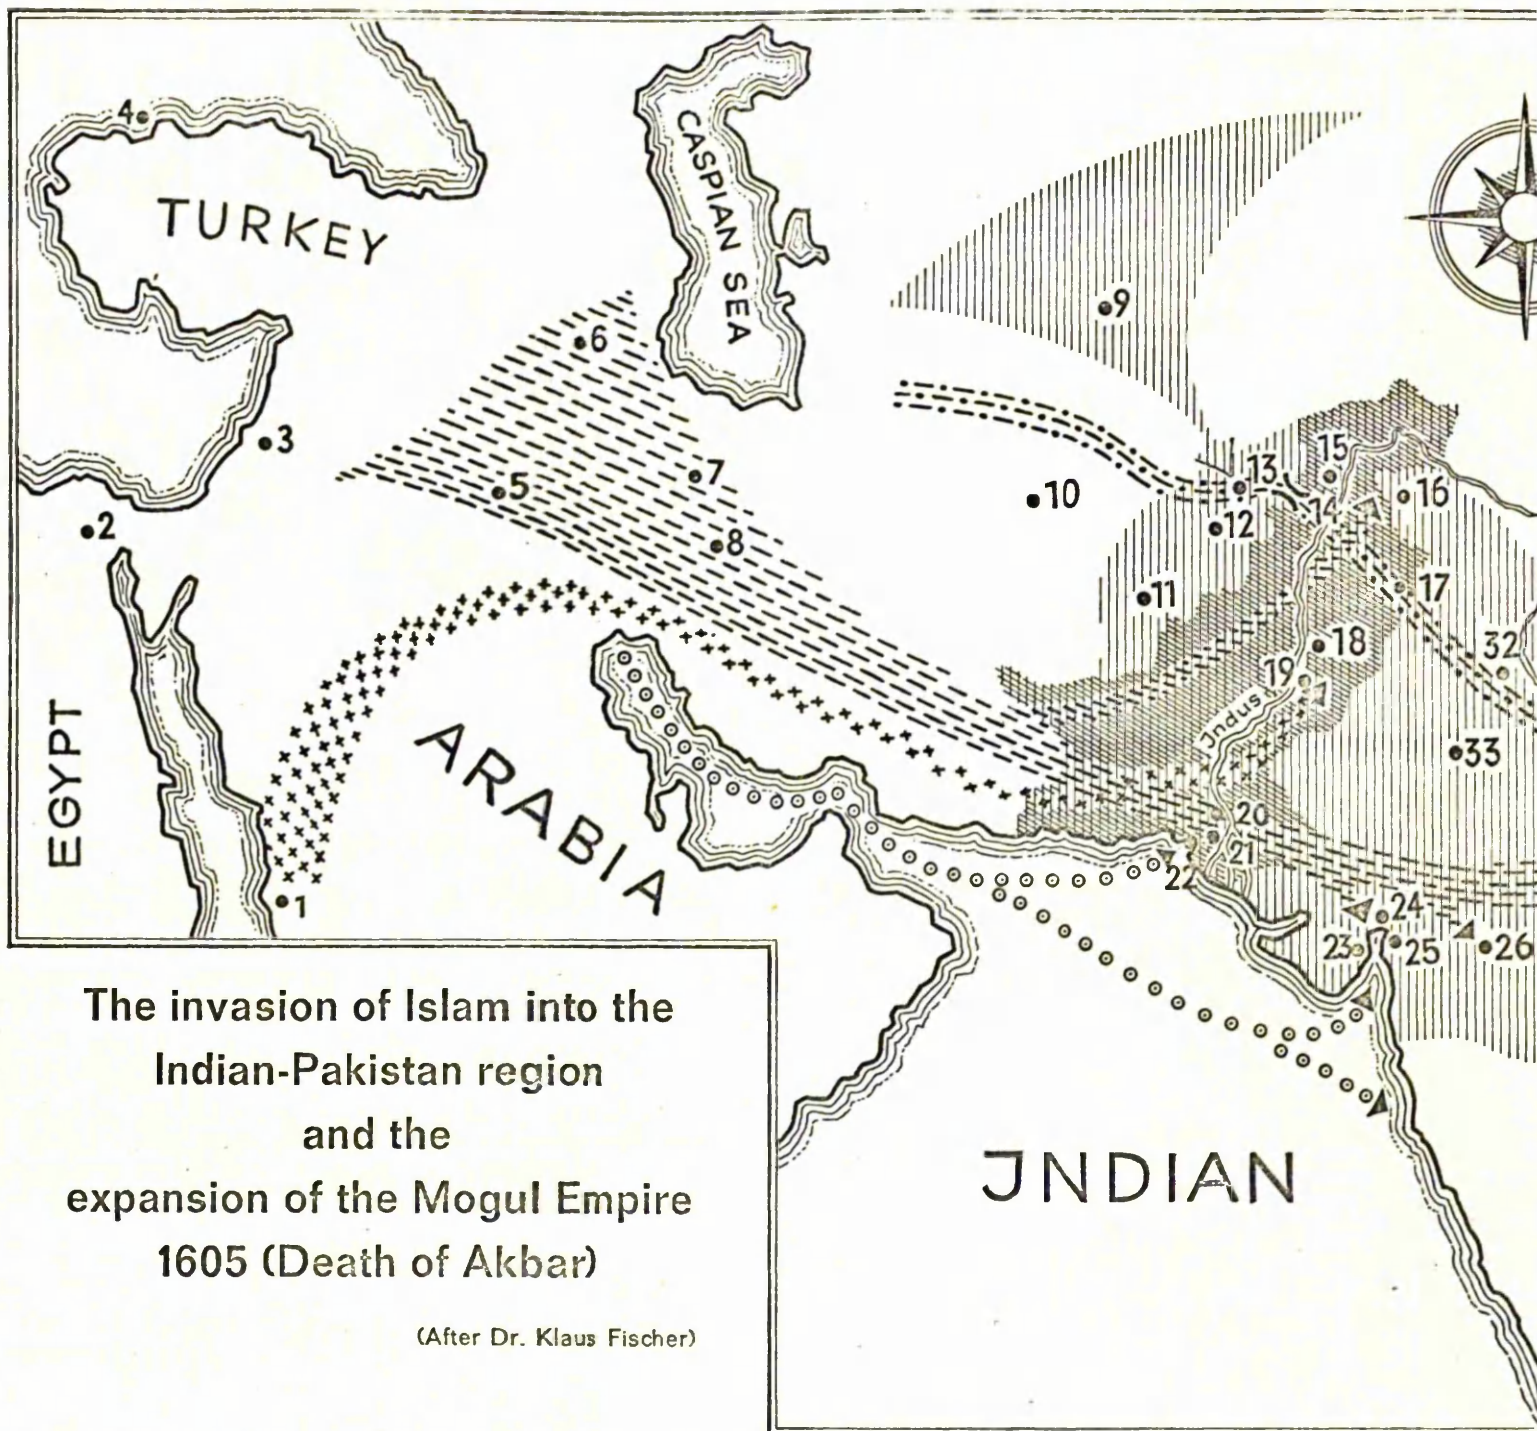 4
TURKEY
CASPIAN SEA
9
6
3
7
5
10
2
8
13
15
14
16
12
11
17
18
32
19
Jndus
33
EGYPT
ARABIA
20
21
22
1
24
23
25
26
The invasion of Islam into the
Indian-Pakistan region
and the
expansion of the Mogul Empire
1605 (Death of Akbar)
(After Dr. Klaus Fischer)
JNDIAN